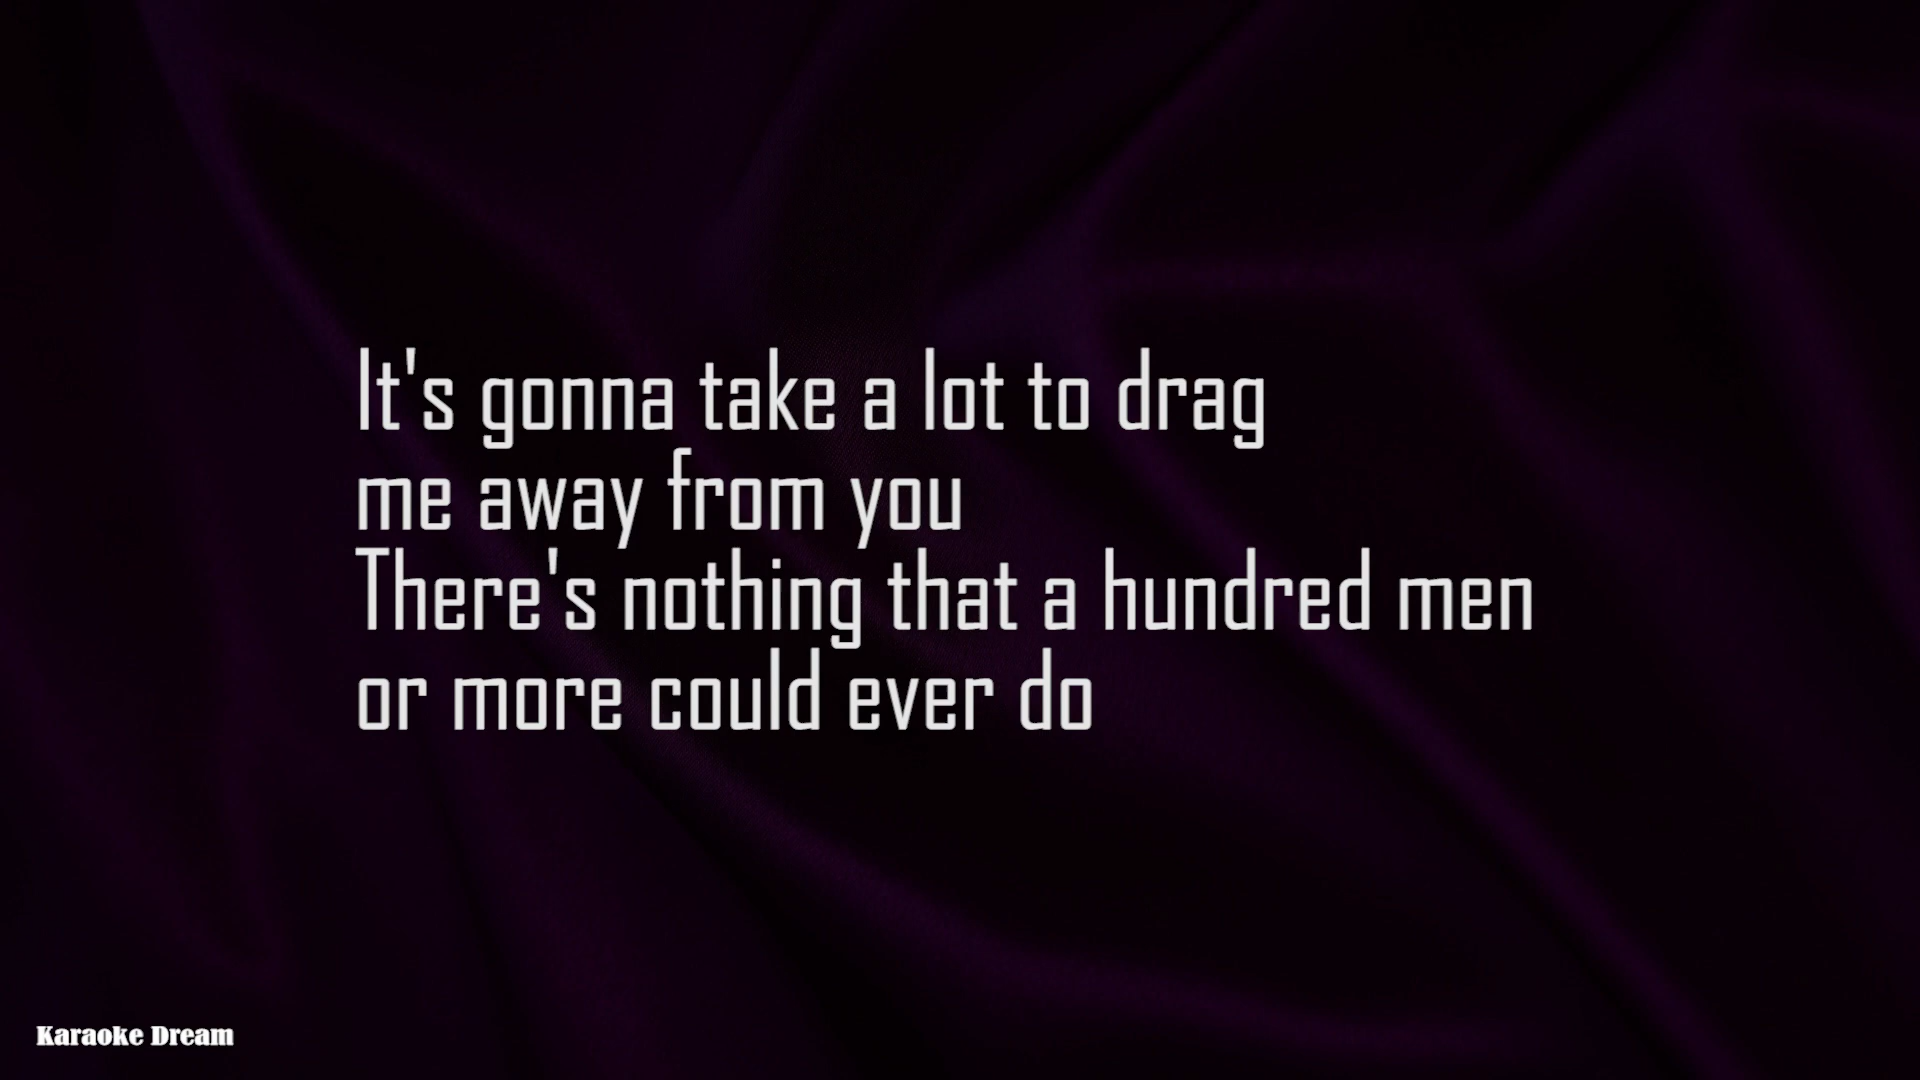 It's gonna take a lot to drag
me away from you
There's nothing that a hundred men
or more could ever do
Karaoke Dream